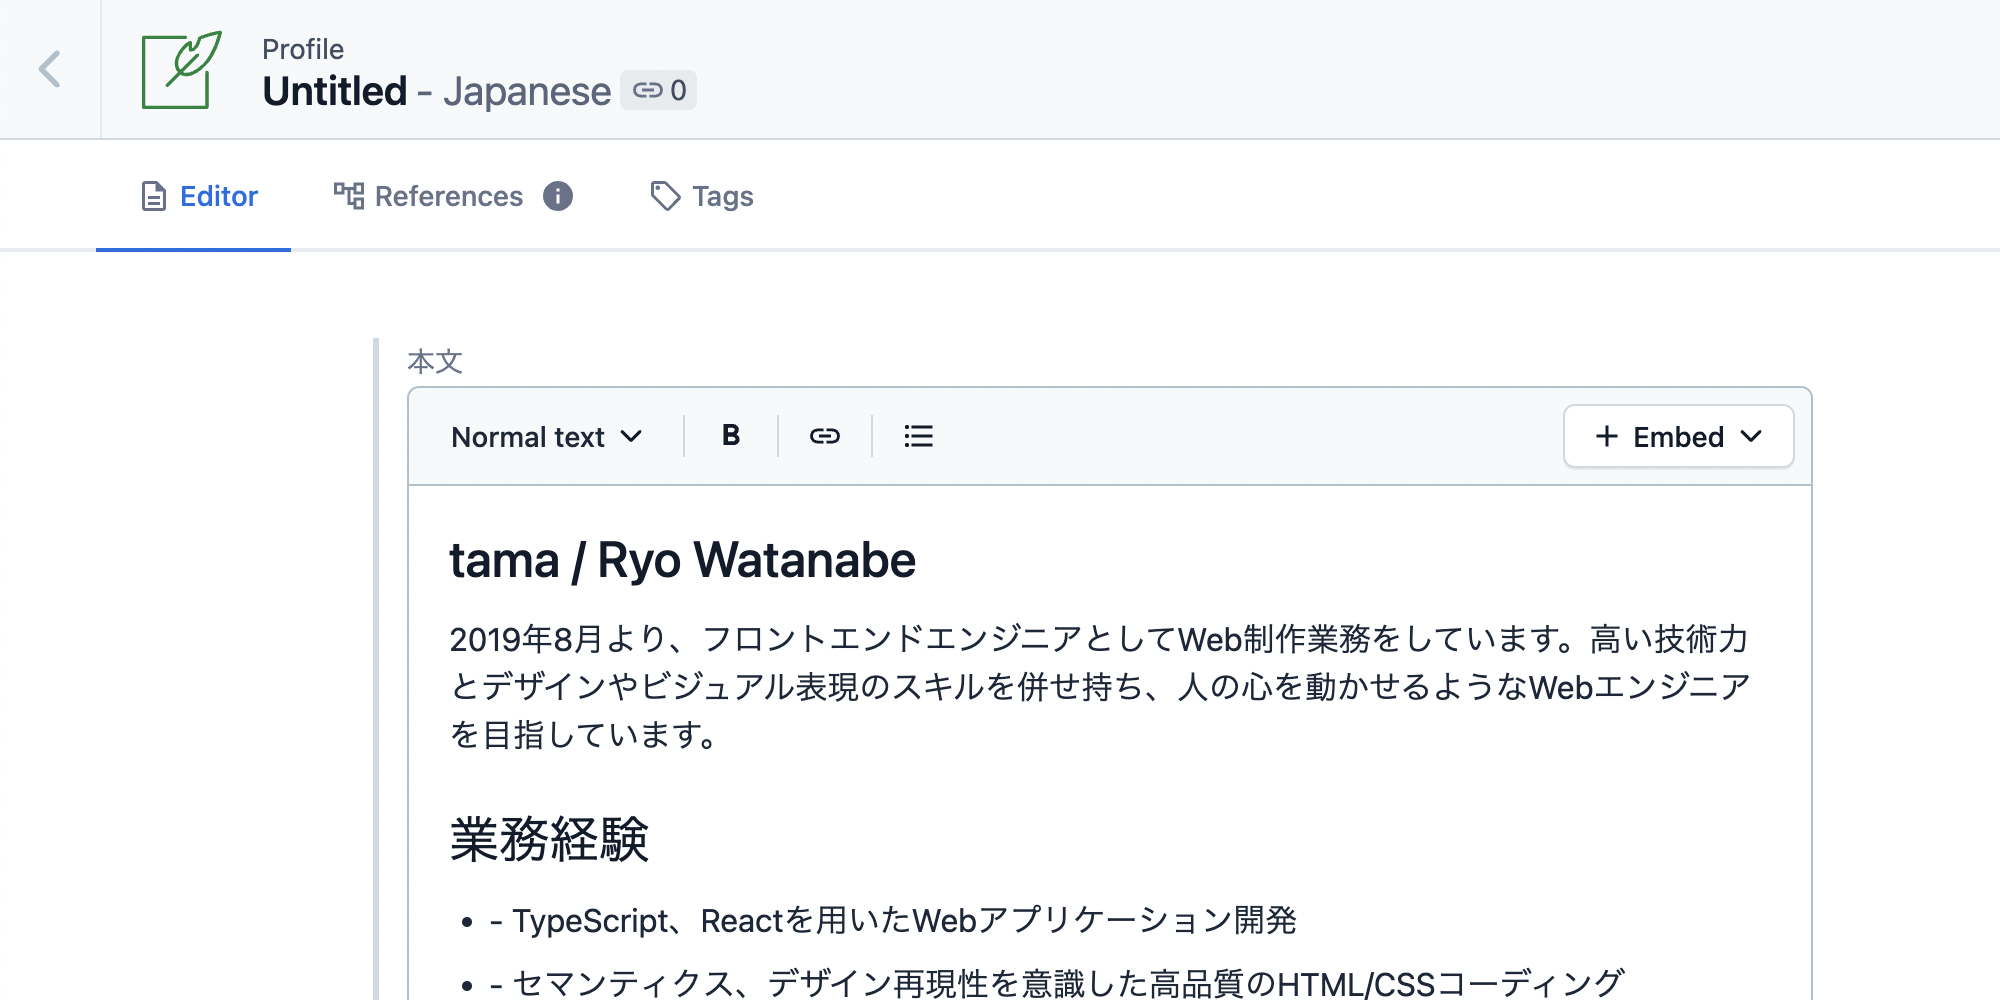 Profile
Untitled - Japanese 0
Editor References i Tags
本文
Normal text B + Embed
tama / Ryo Watanabe
2019年8月より、フロントエンドエンジニアとしてWeb制作業務をしています。高い技術力
とデザインやビジュアル表現のスキルを併せ持ち、人の心を動かせるようなWebエンジニア
を目指しています。
業務経験
• - TypeScript、Reactを用いたWebアプリケーション開発
• - セマンティクス、デザイン再現性を意識した高品質のHTML/CSSコーディング